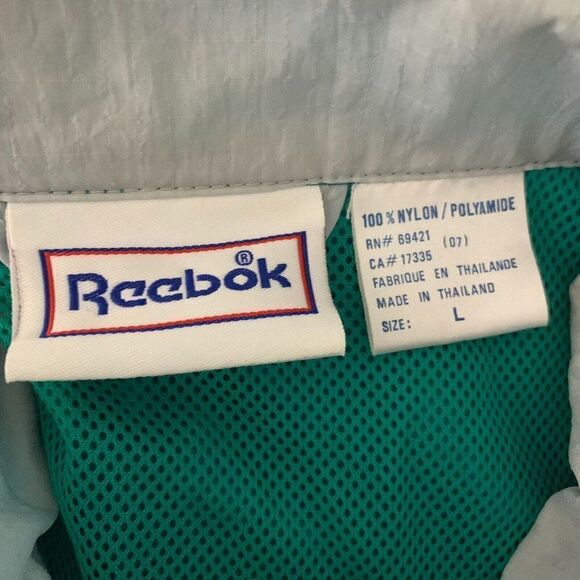 Reebok®
100% NYLON / POLYAMIDE
RN# 69421 (07)
CA# 17335
FABRIQUE EN THAILANDE
MADE IN THAILAND
SIZE: L